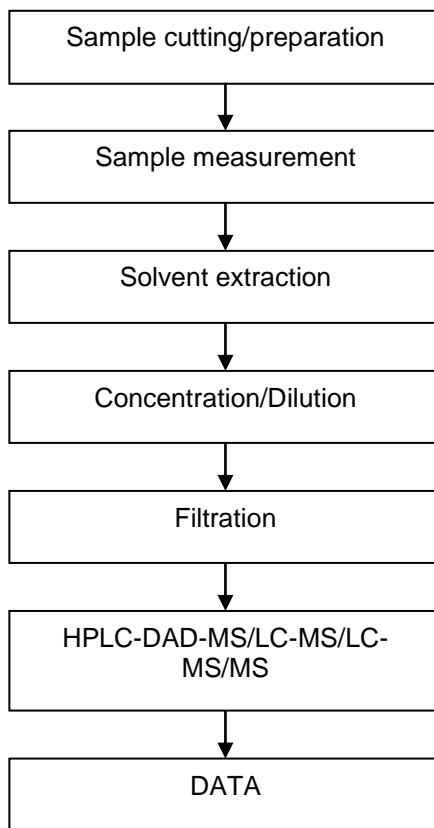 Sample cutting/preparation
Sample measurement
Solvent extraction
Concentration/Dilution
Filtration
HPLC-DAD-MS/LC-MS/LC-
MS/MS
DATA